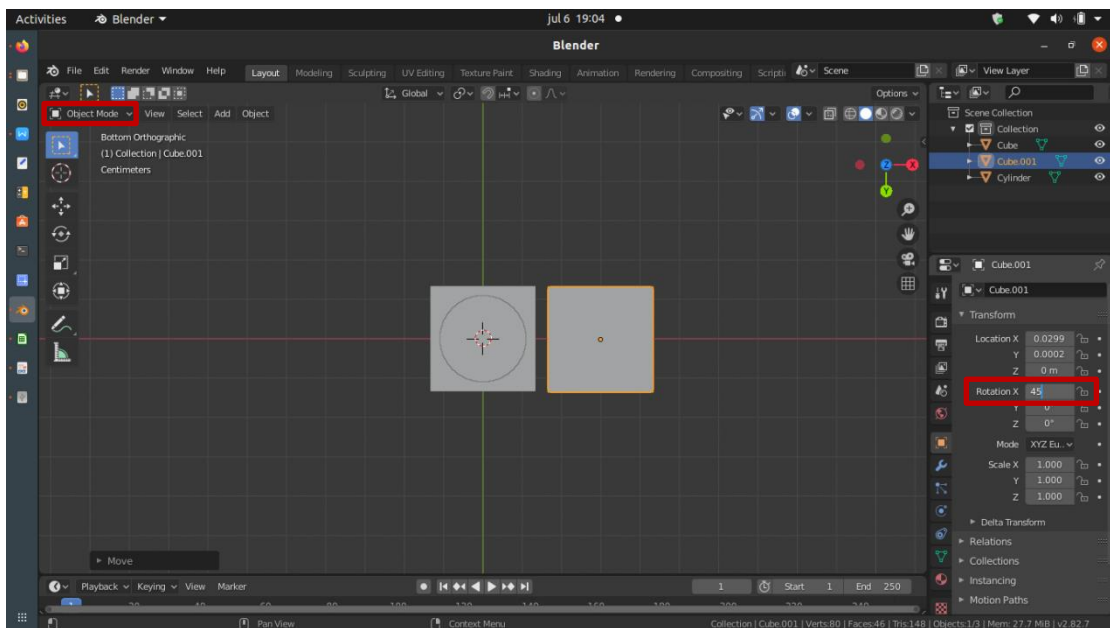 Activities Blender jul 6 19:04
Blender
File Edit Render Window Help Layout Modeling Sculpting UV Editing Texture Paint Shading Animation Rendering Compositing Scripti Scene View Layer
Global Options
Object Mode View Select Add Object
Scene Collection
Collection
Cube
Cube.001
Cylinder
Bottom Orthographic
(1) Collection | Cube.001
Centimeters
Z
X
Y
Cube.001
Cube.001
Transform
Location X 0.0299
Y 0.0002
Z 0 m
Rotation X 45
Y 0°
Z 0°
Mode XYZ Eu..
Scale X 1.000
Y 1.000
Z 1.000
Delta Transform
Relations
Collections
Instancing
Motion Paths
Move
Playback Keying View Marker 1 Start 1 End 250
Pan View Context Menu Collection | Cube.001 | Verts:80 | Faces:46 | Tris:148 | Objects:1/3 | Mem: 27.7 MiB | v2.82.7